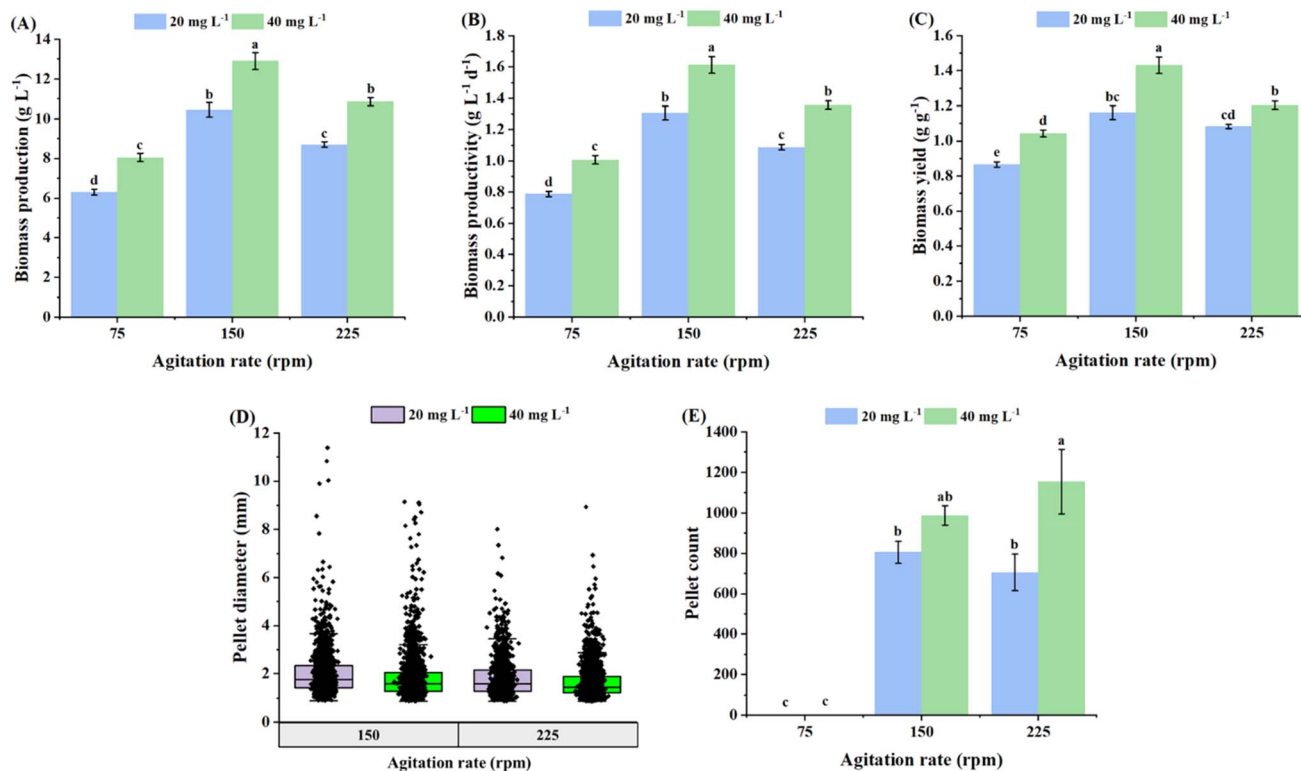 (A)
20 mg L⁻¹ 40 mg L⁻¹
Biomass production (g L⁻¹)
14
12
10
8
6
4
2
0
d
c
b
a
c
b
75 150 225
Agitation rate (rpm)
(B)
20 mg L⁻¹ 40 mg L⁻¹
Biomass productivity (g L⁻¹ d⁻¹)
1.8
1.6
1.4
1.2
1.0
0.8
0.6
0.4
0.2
0.0
d
c
b
a
c
b
75 150 225
Agitation rate (rpm)
(C)
20 mg L⁻¹ 40 mg L⁻¹
Biomass yield (g g⁻¹)
1.6
1.4
1.2
1.0
0.8
0.6
0.4
0.2
0.0
e
d
bc
a
cd
b
75 150 225
Agitation rate (rpm)
(D)
20 mg L⁻¹ 40 mg L⁻¹
Pellet diameter (mm)
12
10
8
6
4
2
0
150 225
Agitation rate (rpm)
(E)
20 mg L⁻¹ 40 mg L⁻¹
Pellet count
1400
1200
1000
800
600
400
200
0
c
c
b
ab
b
a
75 150 225
Agitation rate (rpm)